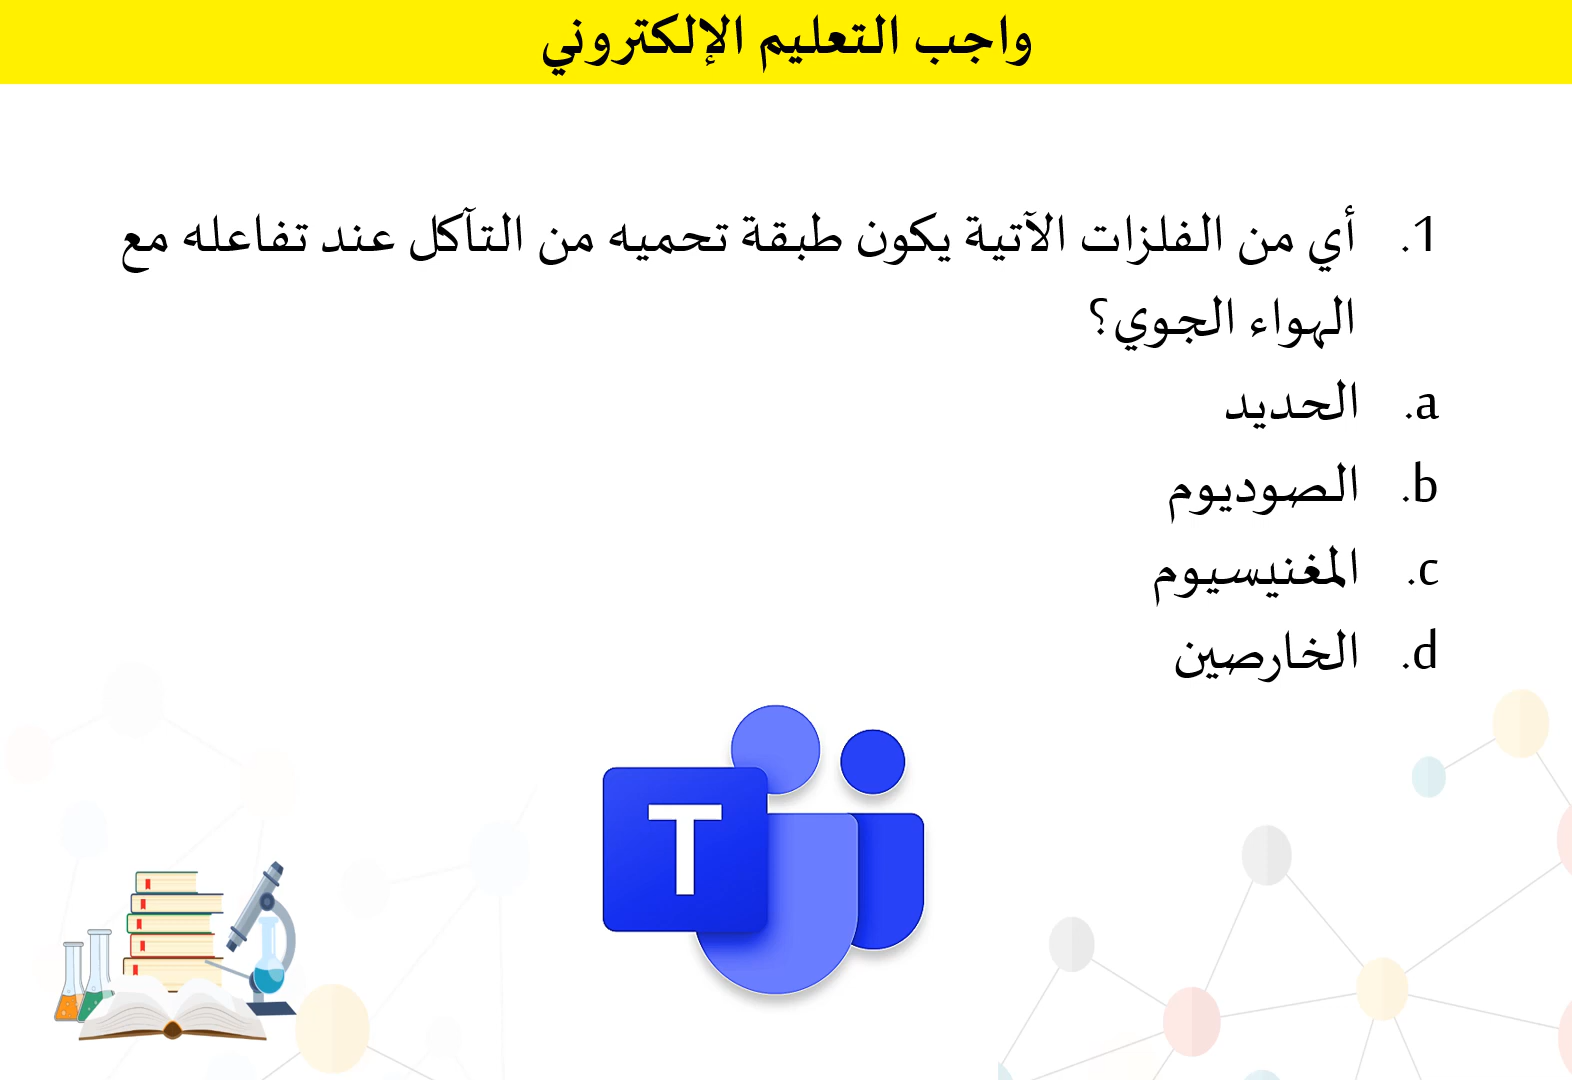 واجب التعليم الإلكتروني
1. أي من الفلزات الآتية يكون طبقة تحميه من التآكل عند تفاعله مع
الهواء الجوي؟
a. الحديد
b. الصوديوم
c. المغنيسيوم
d. الخارصين
T